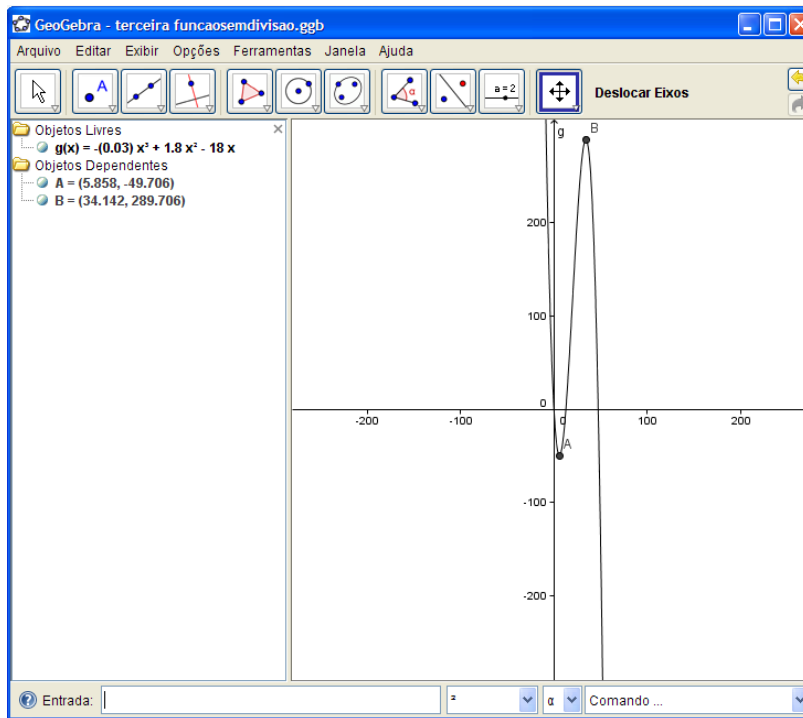 GeoGebra - terceira funcaosemdivisao.ggb
Arquivo Editar Exibir Opções Ferramentas Janela Ajuda
A
α
a = 2
Deslocar Eixos
Objetos Livres
g(x) = -(0.03) x³ + 1.8 x² - 18 x
Objetos Dependentes
A = (5.858, -49.706)
B = (34.142, 289.706)
g
B
200
100
0
-200 -100 0 100 200
A
-100
-200
Entrada: ² α Comando ...